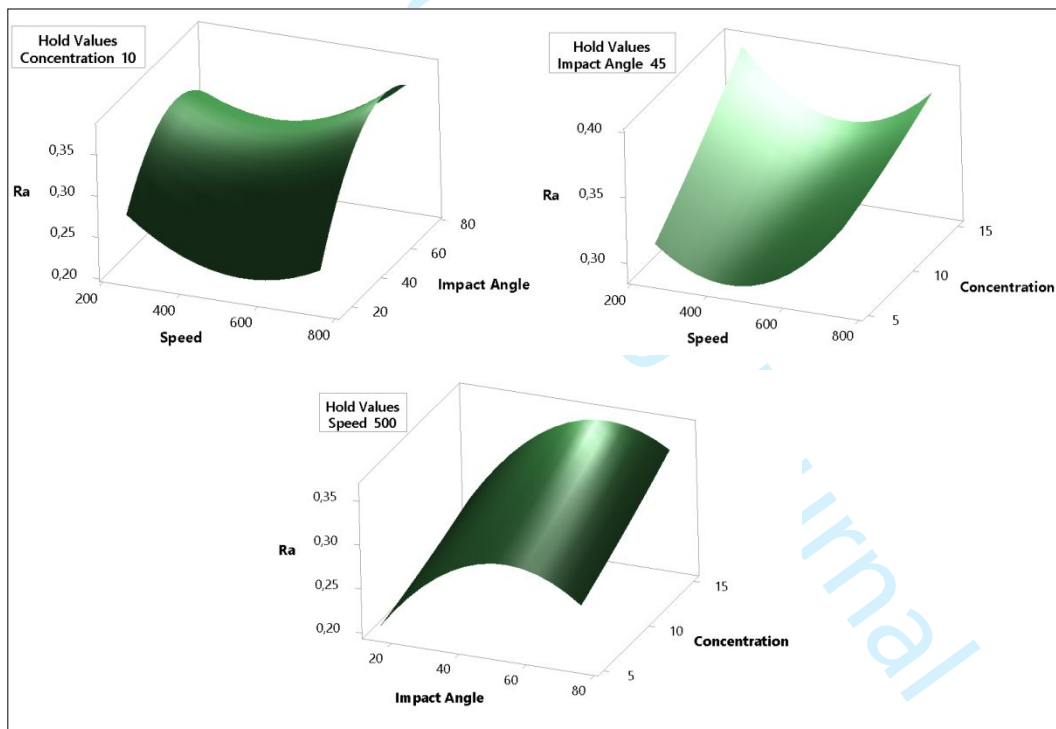 Hold Values
Concentration 10
0,35
0,30
0,25
0,20
Ra
200
400
600
800
Speed
20
40
60
80
Impact Angle
Hold Values
Impact Angle 45
0,40
0,35
0,30
Ra
200
400
600
800
Speed
5
10
15
Concentration
Hold Values
Speed 500
0,35
0,30
0,25
0,20
Ra
20
40
60
80
Impact Angle
5
10
15
Concentration
urnal